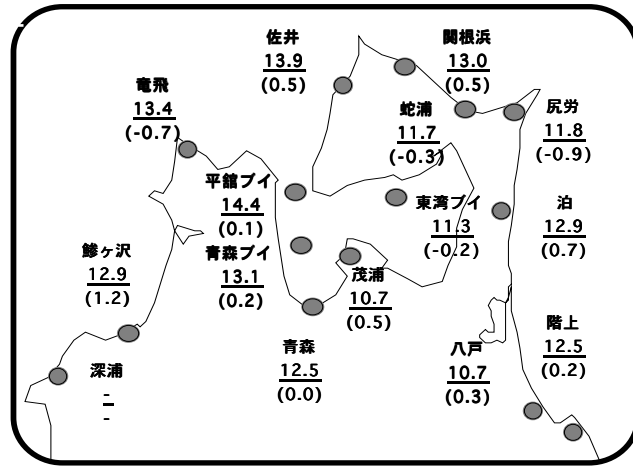 佐井
13.9
(0.5)
関根浜
13.0
(0.5)
竜飛
13.4
(-0.7)
蛇浦
11.7
(-0.3)
尻労
11.8
(-0.9)
平舘ブイ
14.4
(0.1)
東湾ブイ
11.3
(-0.2)
泊
12.9
(0.7)
鰺ヶ沢
12.9
(1.2)
青森ブイ
13.1
(0.2)
茂浦
10.7
(0.5)
深浦
-
-
青森
12.5
(0.0)
八戸
10.7
(0.3)
階上
12.5
(0.2)